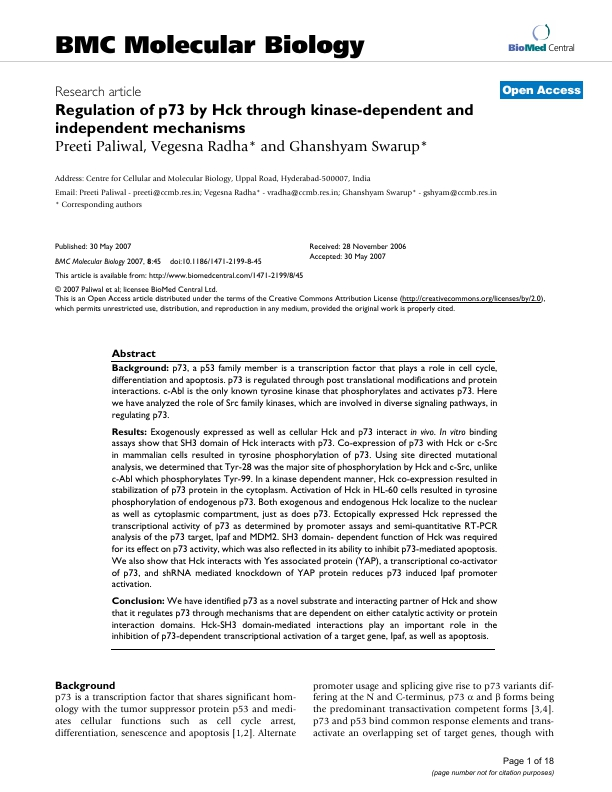 BMC Molecular Biology
BioMed Central
Open Access
Research article
Regulation of p73 by Hck through kinase-dependent and
independent mechanisms
Preeti Paliwal, Vegesna Radha* and Ghanshyam Swarup*
Address: Centre for Cellular and Molecular Biology, Uppal Road, Hyderabad-500007, India
Email: Preeti Paliwal - preeti@ccmb.res.in; Vegesna Radha* - vradha@ccmb.res.in; Ghanshyam Swarup* - gshyam@ccmb.res.in
* Corresponding authors
Published: 30 May 2007
BMC Molecular Biology 2007, 8:45 doi:10.1186/1471-2199-8-45
Received: 28 November 2006
Accepted: 30 May 2007
This article is available from: http://www.biomedcentral.com/1471-2199/8/45
© 2007 Paliwal et al; licensee BioMed Central Ltd.
This is an Open Access article distributed under the terms of the Creative Commons Attribution License (http://creativecommons.org/licenses/by/2.0),
which permits unrestricted use, distribution, and reproduction in any medium, provided the original work is properly cited.
Abstract
Background: p73, a p53 family member is a transcription factor that plays a role in cell cycle,
differentiation and apoptosis. p73 is regulated through post translational modifications and protein
interactions. c-Abl is the only known tyrosine kinase that phosphorylates and activates p73. Here
we have analyzed the role of Src family kinases, which are involved in diverse signaling pathways, in
regulating p73.
Results: Exogenously expressed as well as cellular Hck and p73 interact in vivo. In vitro binding
assays show that SH3 domain of Hck interacts with p73. Co-expression of p73 with Hck or c-Src
in mammalian cells resulted in tyrosine phosphorylation of p73. Using site directed mutational
analysis, we determined that Tyr-28 was the major site of phosphorylation by Hck and c-Src, unlike
c-Abl which phosphorylates Tyr-99. In a kinase dependent manner, Hck co-expression resulted in
stabilization of p73 protein in the cytoplasm. Activation of Hck in HL-60 cells resulted in tyrosine
phosphorylation of endogenous p73. Both exogenous and endogenous Hck localize to the nuclear
as well as cytoplasmic compartment, just as does p73. Ectopically expressed Hck repressed the
transcriptional activity of p73 as determined by promoter assays and semi-quantitative RT-PCR
analysis of the p73 target, Ipaf and MDM2. SH3 domain- dependent function of Hck was required
for its effect on p73 activity, which was also reflected in its ability to inhibit p73-mediated apoptosis.
We also show that Hck interacts with Yes associated protein (YAP), a transcriptional co-activator
of p73, and shRNA mediated knockdown of YAP protein reduces p73 induced Ipaf promoter
activation.
Conclusion: We have identified p73 as a novel substrate and interacting partner of Hck and show
that it regulates p73 through mechanisms that are dependent on either catalytic activity or protein
interaction domains. Hck-SH3 domain-mediated interactions play an important role in the
inhibition of p73-dependent transcriptional activation of a target gene, Ipaf, as well as apoptosis.
Background
p73 is a transcription factor that shares significant hom-
ology with the tumor suppressor protein p53 and medi-
ates cellular functions such as cell cycle arrest,
differentiation, senescence and apoptosis [1,2]. Alternate
promoter usage and splicing give rise to p73 variants dif-
fering at the N and C-terminus, p73 α and β forms being
the predominant transactivation competent forms [3,4].
p73 and p53 bind common response elements and trans-
activate an overlapping set of target genes, though with
Page 1 of 18
(page number not for citation purposes)